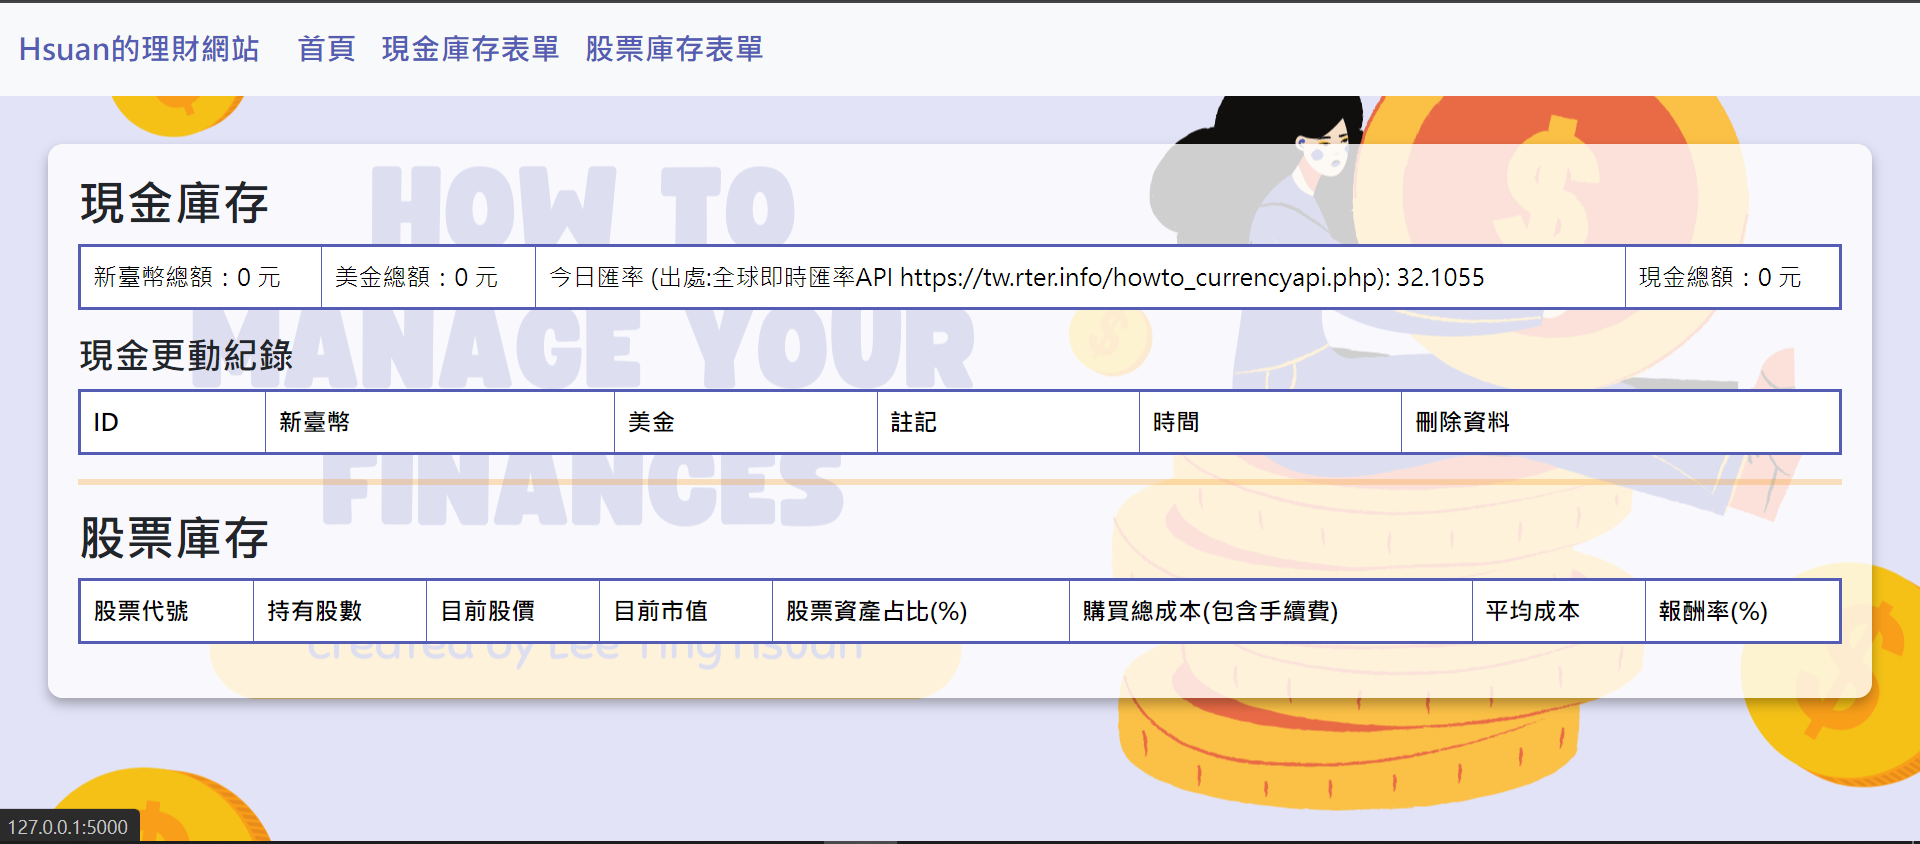 Hsuan的理財網站 首頁 現金庫存表單 股票庫存表單
HOW TO
現金庫存
新臺幣總額：0 元 美金總額：0 元 今日匯率 (出處:全球即時匯率API https://tw.rter.info/howto_currencyapi.php): 32.1055 現金總額：0 元
MANAGE YOUR
現金更動紀錄
ID 新臺幣 美金 註記 時間 刪除資料
FINANCES
股票庫存
股票代號 持有股數 目前股價 目前市值 股票資產占比(%) 購買總成本(包含手續費) 平均成本 報酬率(%)
created by Lee Ying Hsuan
127.0.0.1:5000